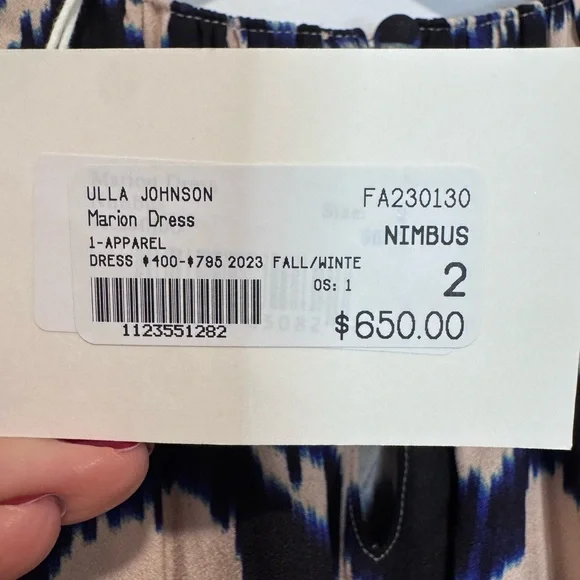 ULLA JOHNSON FA230130
Marion Dress NIMBUS
1-APPAREL
DRESS $400-$795 2023 FALL/WINTE
OS: 1 2
1123551282 $650.00